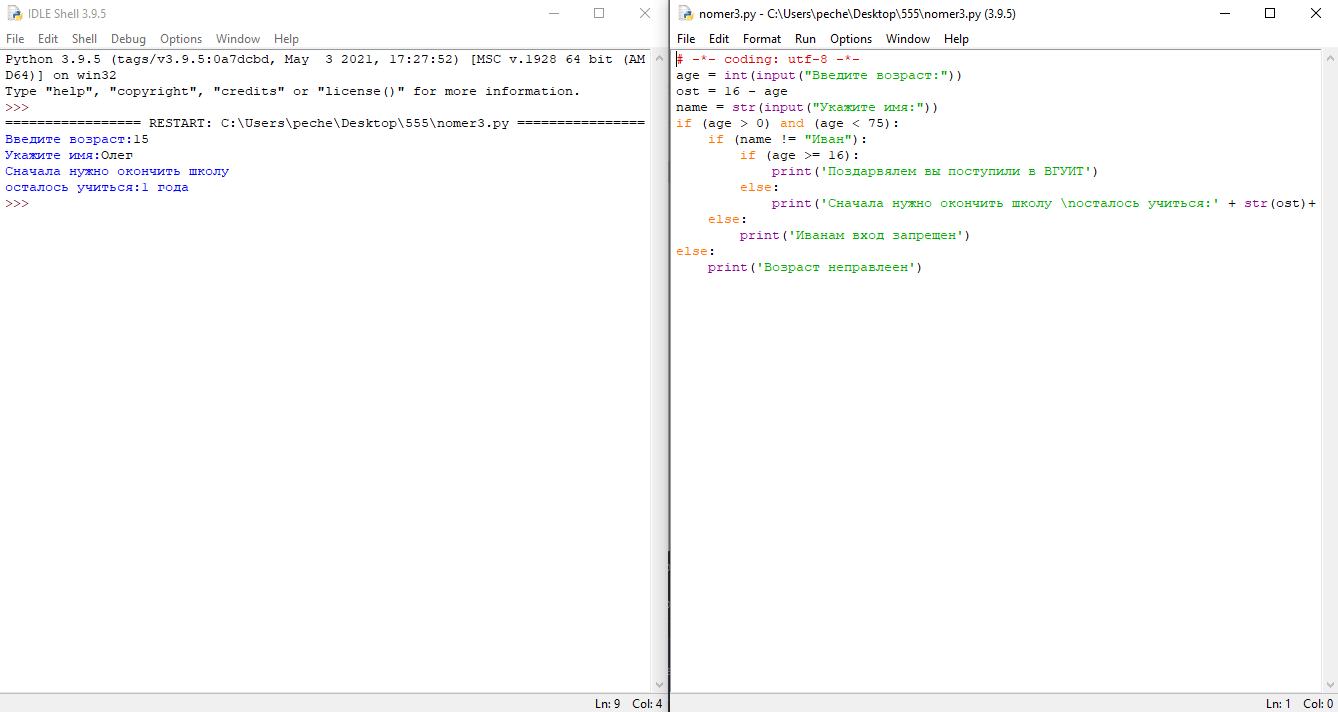 IDLE Shell 3.9.5
File Edit Shell Debug Options Window Help
Python 3.9.5 (tags/v3.9.5:0a7dcbd, May  3 2021, 17:27:52) [MSC v.1928 64 bit (AM
D64)] on win32
Type "help", "copyright", "credits" or "license()" for more information.
>>>
================= RESTART: C:\Users\peche\Desktop\555\nomer3.py ================
Введите возраст:15
Укажите имя:Олег
Сначала нужно окончить школу
осталось учиться:1 года
>>>
Ln: 9 Col: 4
nomer3.py - C:\Users\peche\Desktop\555\nomer3.py (3.9.5)
File Edit Format Run Options Window Help
# -*- coding: utf-8 -*-
age = int(input("Введите возраст:"))
ost = 16 - age
name = str(input("Укажите имя:"))
if (age > 0) and (age < 75):
    if (name != "Иван"):
        if (age >= 16):
            print('Поздарвялем вы поступили в ВГУИТ')
        else:
            print('Сначала нужно окончить школу \nосталось учиться:' + str(ost)+
    else:
        print('Иванам вход запрещен')
else:
    print('Возраст неправлеен')
Ln: 1 Col: 0